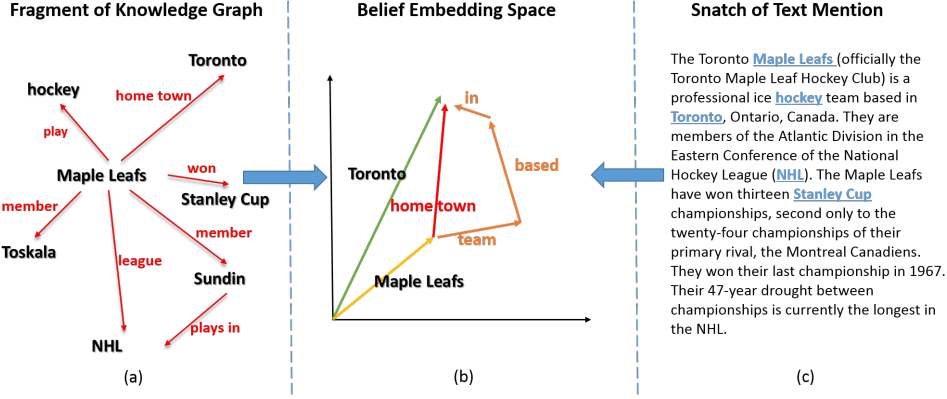 Fragment of Knowledge Graph
Toronto
hockey
home town
play
Maple Leafs
won
Stanley Cup
member
member
Toskala
league
Sundin
plays in
NHL
(a)
Belief Embedding Space
in
based
Toronto
home town
team
Maple Leafs
(b)
Snatch of Text Mention
The Toronto Maple Leafs (officially the
Toronto Maple Leaf Hockey Club) is a
professional ice hockey team based in
Toronto, Ontario, Canada. They are
members of the Atlantic Division in the
Eastern Conference of the National
Hockey League (NHL). The Maple Leafs
have won thirteen Stanley Cup
championships, second only to the
twenty-four championships of their
primary rival, the Montreal Canadiens.
They won their last championship in 1967.
Their 47-year drought between
championships is currently the longest in
the NHL.
(c)